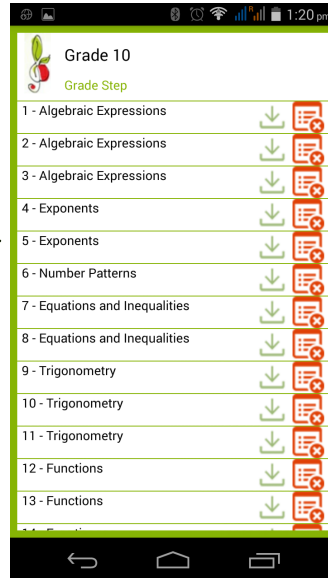 R 1:20 pm
Grade 10
Grade Step
1 - Algebraic Expressions
2 - Algebraic Expressions
3 - Algebraic Expressions
4 - Exponents
5 - Exponents
6 - Number Patterns
7 - Equations and Inequalities
8 - Equations and Inequalities
9 - Trigonometry
10 - Trigonometry
11 - Trigonometry
12 - Functions
13 - Functions